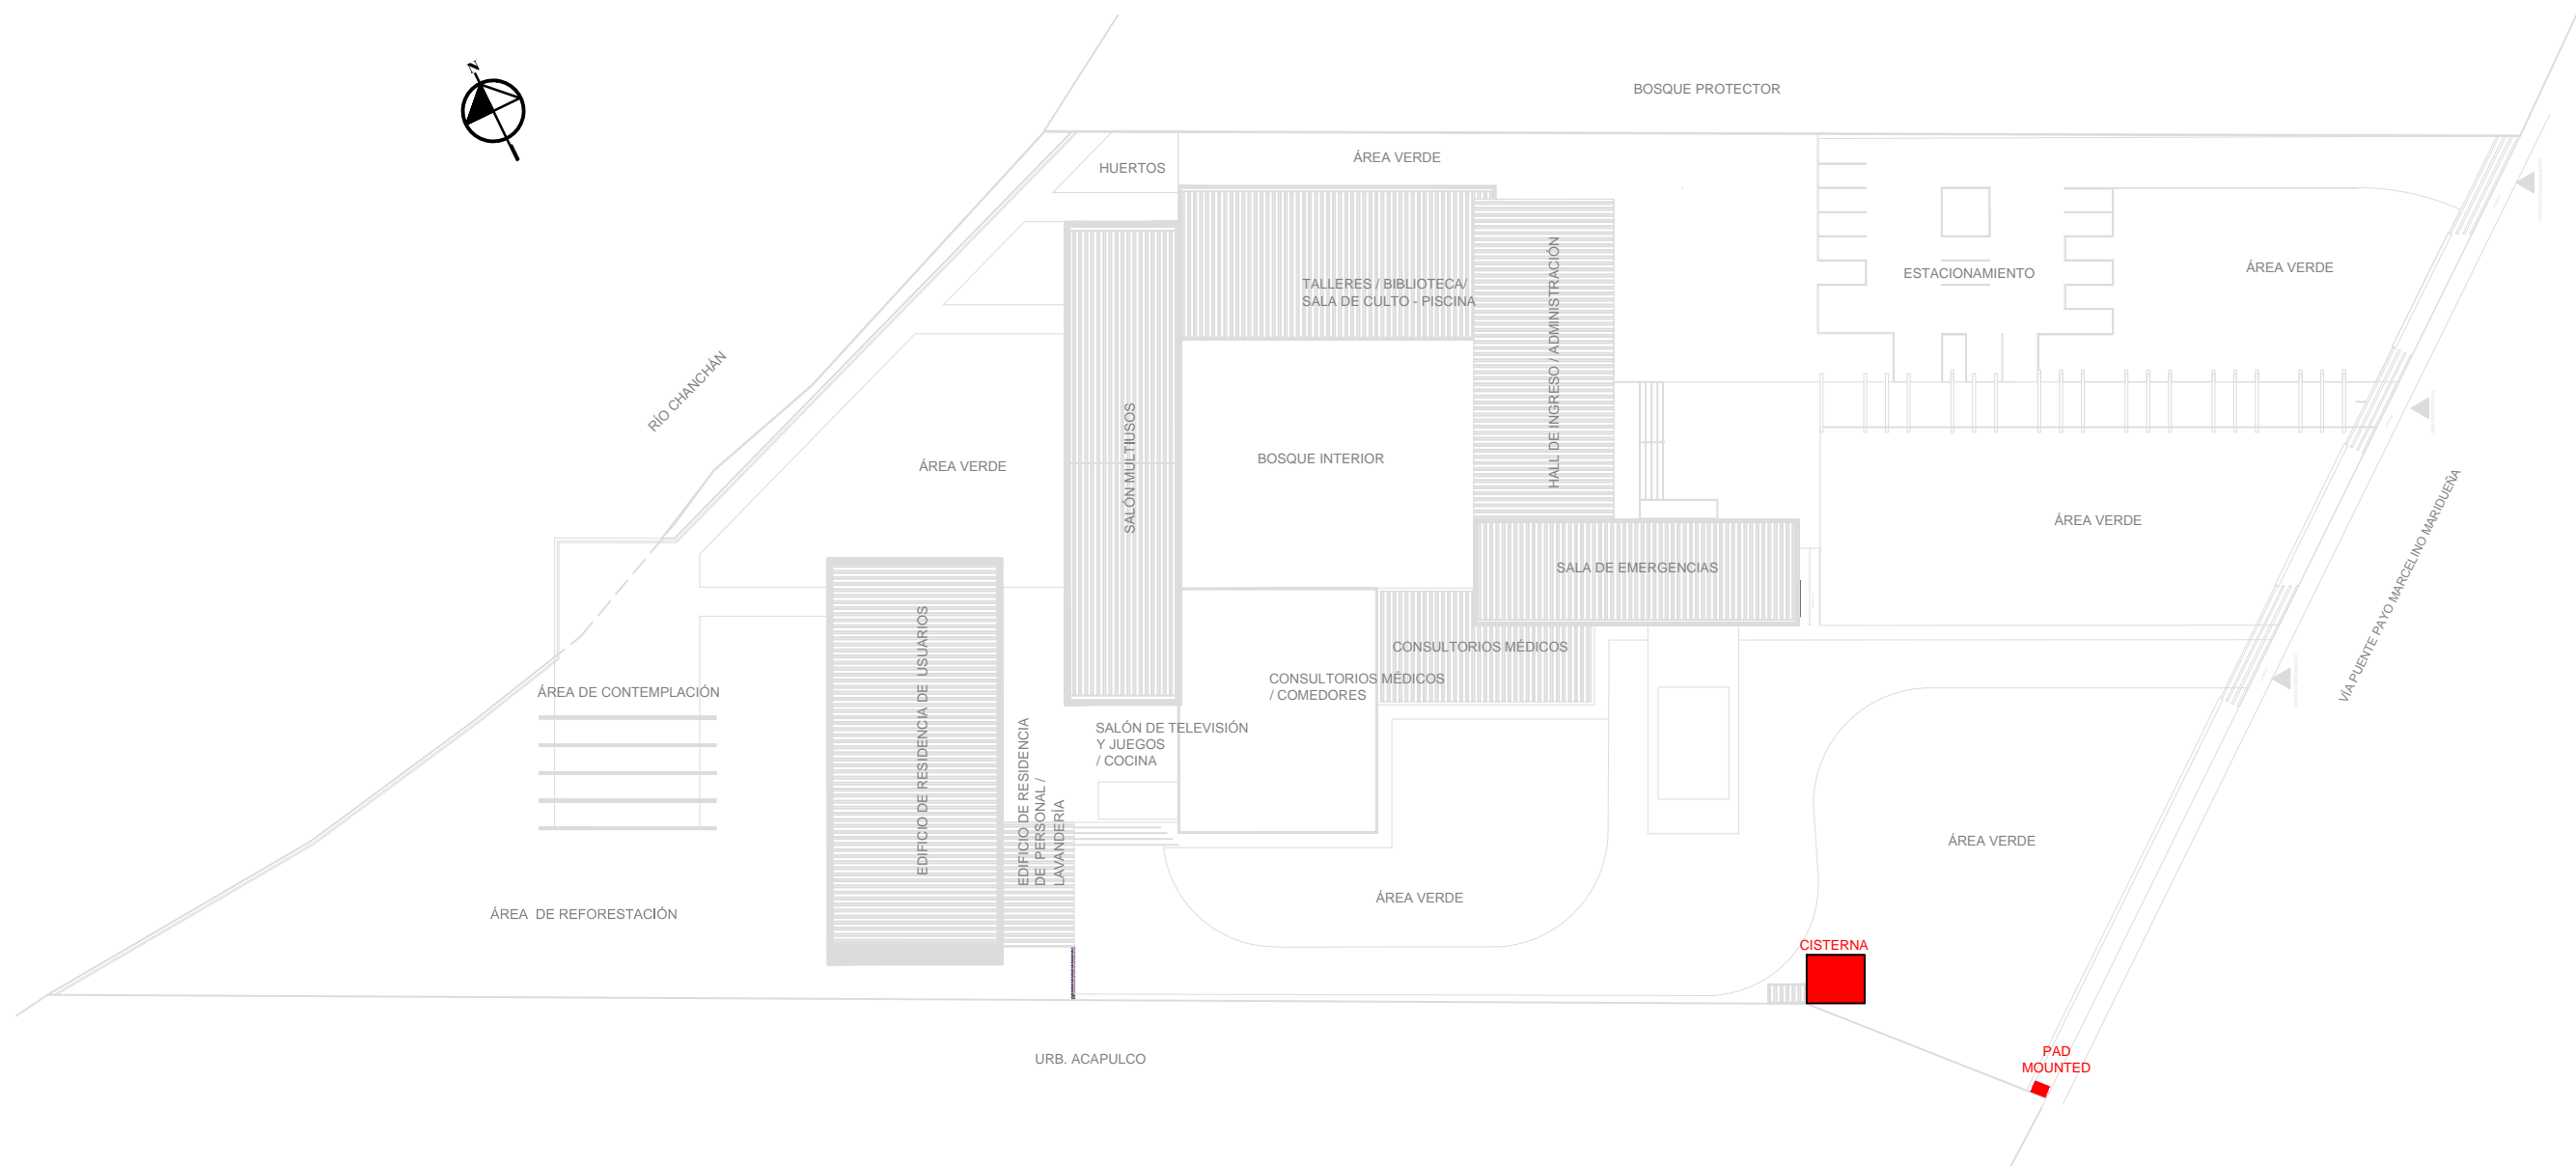 N
BOSQUE PROTECTOR
HUERTOS
ÁREA VERDE
TALLERES / BIBLIOTECA/
SALA DE CULTO - PISCINA
HALL DE INGRESO / ADMINISTRACIÓN
ESTACIONAMIENTO
ÁREA VERDE
RÍO CHANCHÁN
ÁREA VERDE
SALÓN MULTIUSOS
BOSQUE INTERIOR
ÁREA VERDE
VÍA PUENTE PAYO MARCELINO MARIDUEÑA
SALA DE EMERGENCIAS
CONSULTORIOS MÉDICOS
CONSULTORIOS MÉDICOS
/ COMEDORES
ÁREA DE CONTEMPLACIÓN
EDIFICIO DE RESIDENCIA DE USUARIOS
EDIFICIO DE RESIDENCIA
DE PERSONAL /
LAVANDERÍA
SALÓN DE TELEVISIÓN
Y JUEGOS
/ COCINA
ÁREA VERDE
ÁREA VERDE
ÁREA DE REFORESTACIÓN
CISTERNA
URB. ACAPULCO
PAD
MOUNTED